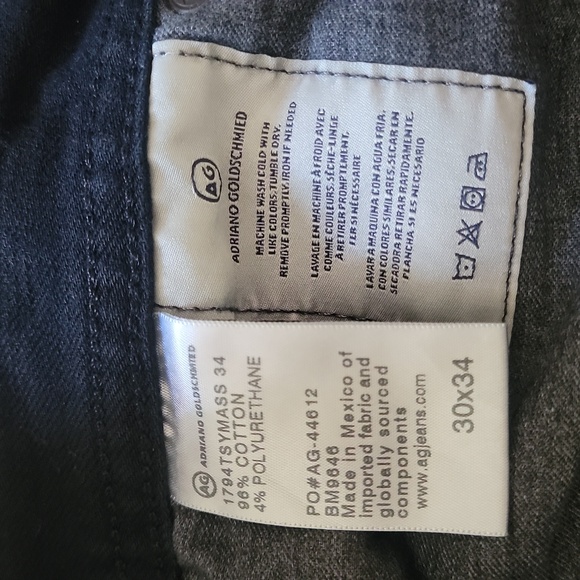 AG
ADRIANO GOLDSCHMIED
MACHINE WASH COLD WITH
LIKE COLORS. TUMBLE DRY.
REMOVE PROMPTLY. IRON IF NEEDED
LAVAGE EN MACHINE À FROID AVEC
COMME COULEURS. SÈCHE-LINGE
À RETIRER PROMPTEMENT.
FER SI NÉCESSAIRE
LAVAR A MAQUINA CON AGUA FRIA,
CON COLORES SIMILARES. SECAR EN
SECADORA RETIRAR RAPIDAMENTE.
PLANCHA SI ES NECESARIO
AG ADRIANO GOLDSCHMIED
1794TSYMASS 34
96% COTTON
4% POLYURETHANE
PO#AG-44612
BM9646
Made in Mexico of
imported fabric and
globally sourced
components
www.agjeans.com
30x34